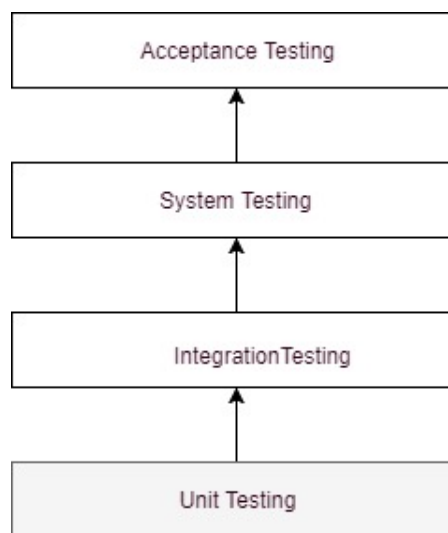 Acceptance Testing
System Testing
IntegrationTesting
Unit Testing